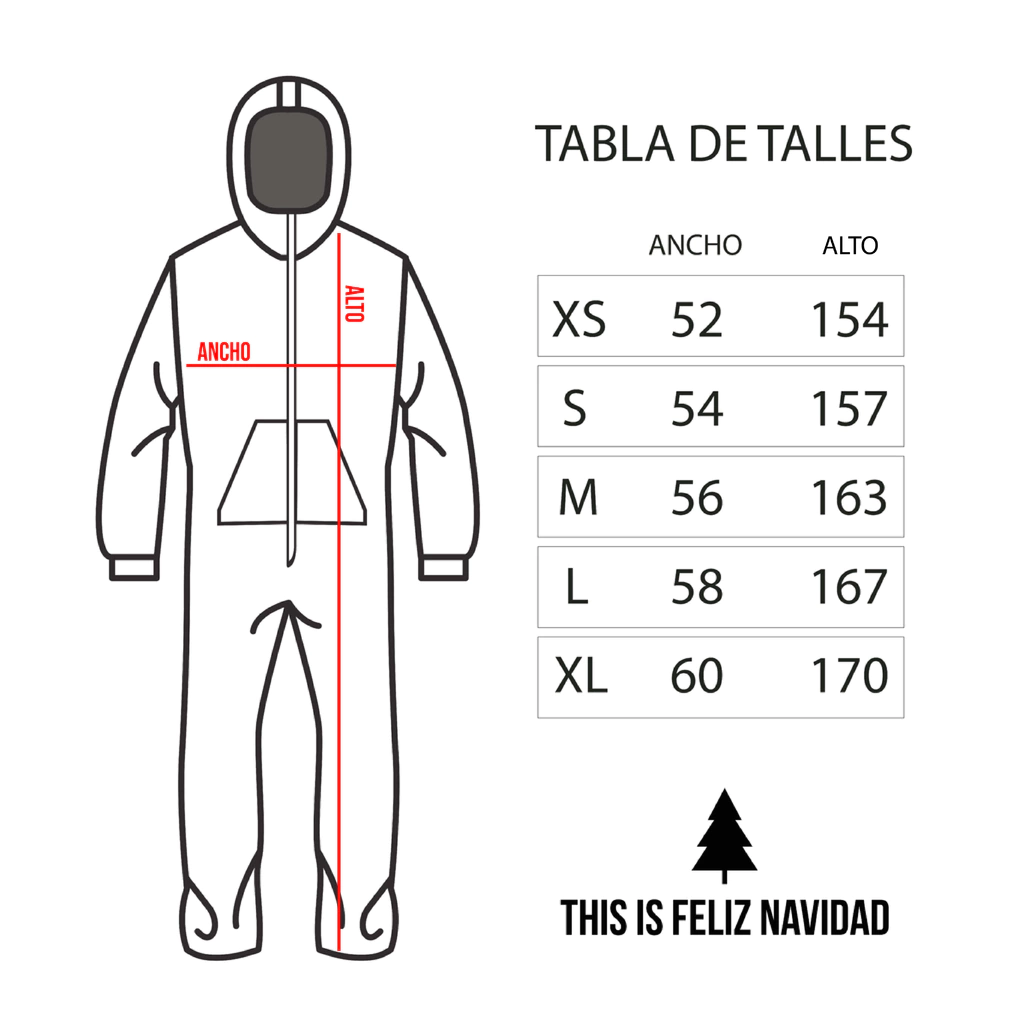 TABLA DE TALLES
ANCHO ALTO
XS 52 154
S 54 157
M 56 163
L 58 167
XL 60 170
ALTO
ANCHO
THIS IS FELIZ NAVIDAD